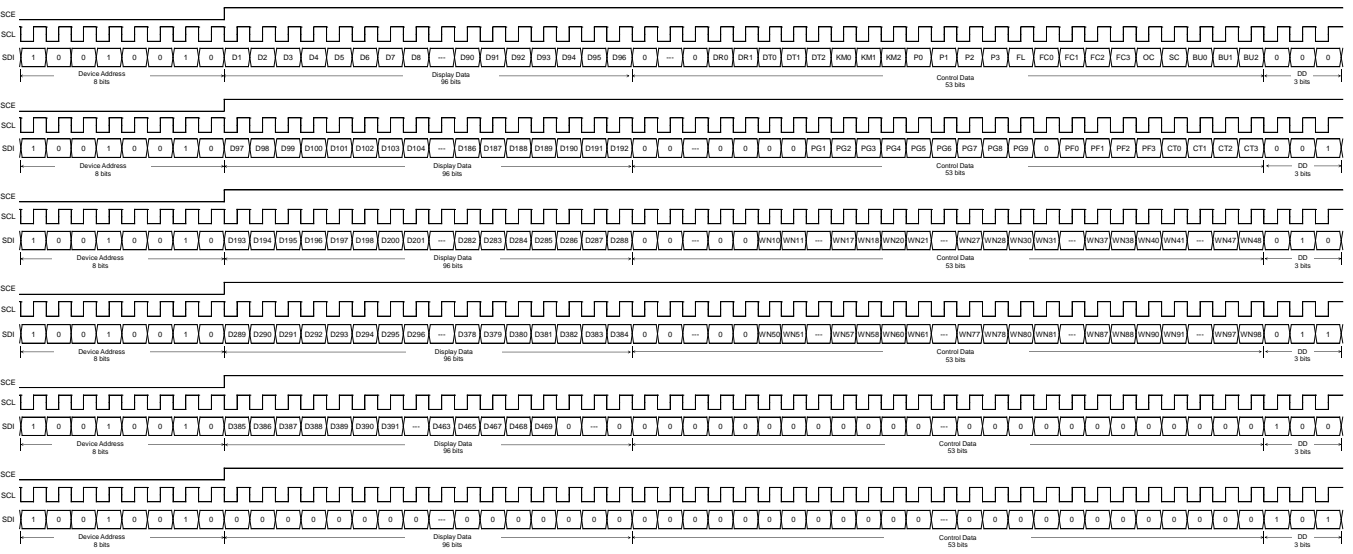 SCE
SCL
SDI 1 0 0 1 0 0 1 0 D1 D2 D3 D4 D5 D6 D7 D8 --- D90 D91 D92 D93 D94 D95 D96 0 --- 0 DR0 DR1 DT0 DT1 DT2 KM0 KM1 KM2 P0 P1 P2 P3 FL FC0 FC1 FC2 FC3 OC SC BU0 BU1 BU2 0 0 0
Device Address Display Data Control Data DD
8 bits 96 bits 53 bits 3 bits
SCE
SCL
SDI 1 0 0 1 0 0 1 0 D97 D98 D99 D100 D101 D102 D103 D104 --- D186 D187 D188 D189 D190 D191 D192 0 0 --- 0 0 0 0 PG1 PG2 PG3 PG4 PG5 PG6 PG7 PG8 PG9 0 PF0 PF1 PF2 PF3 CT0 CT1 CT2 CT3 0 0 1
Device Address Display Data Control Data DD
8 bits 96 bits 53 bits 3 bits
SCE
SCL
SDI 1 0 0 1 0 0 1 0 D193 D194 D195 D196 D197 D198 D200 D201 --- D282 D283 D284 D285 D286 D287 D288 0 0 --- 0 0 WN10 WN11 --- WN17 WN18 WN20 WN21 --- WN27 WN28 WN30 WN31 --- WN37 WN38 WN40 WN41 --- WN47 WN48 0 1 0
Device Address Display Data Control Data DD
8 bits 96 bits 53 bits 3 bits
SCE
SCL
SDI 1 0 0 1 0 0 1 0 D289 D290 D291 D292 D293 D294 D295 D296 --- D378 D379 D380 D381 D382 D383 D384 0 0 --- 0 0 WN50 WN51 --- WN57 WN58 WN60 WN61 --- WN77 WN78 WN80 WN81 --- WN87 WN88 WN90 WN91 --- WN97 WN98 0 1 1
Device Address Display Data Control Data DD
8 bits 96 bits 53 bits 3 bits
SCE
SCL
SDI 1 0 0 1 0 0 1 0 D385 D386 D387 D388 D389 D390 D391 --- D463 D465 D467 D468 D469 0 --- 0 0 0 0 0 0 0 0 0 0 0 0 0 --- 0 0 0 0 0 0 0 0 0 0 0 0 1 0 0
Device Address Display Data Control Data DD
8 bits 96 bits 53 bits 3 bits
SCE
SCL
SDI 1 0 0 1 0 0 1 0 0 0 0 0 0 0 0 0 --- 0 0 0 0 0 0 0 0 0 0 0 0 0 0 0 0 0 0 0 --- 0 0 0 0 0 0 0 0 0 0 0 0 1 0 1
Device Address Display Data Control Data DD
8 bits 96 bits 53 bits 3 bits